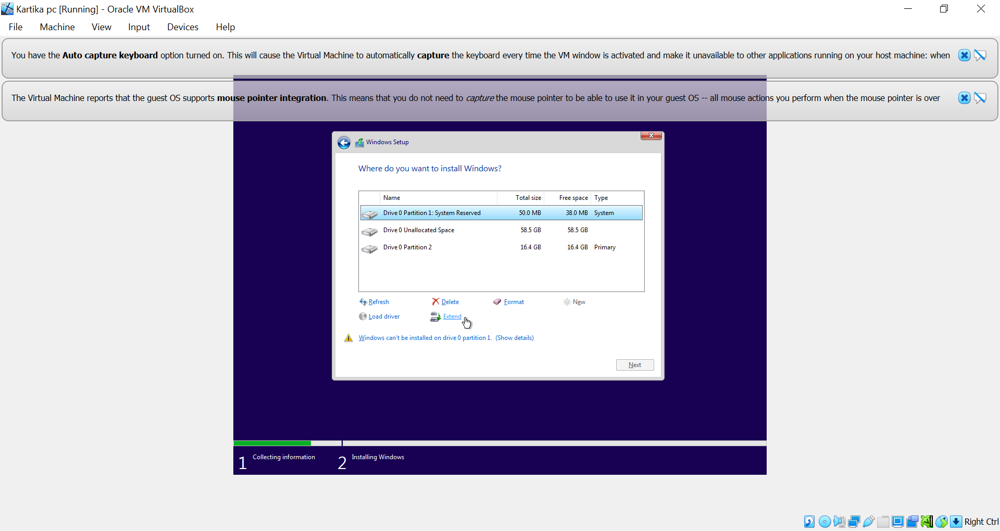 Kartika pc [Running] - Oracle VM VirtualBox
File Machine View Input Devices Help
You have the Auto capture keyboard option turned on. This will cause the Virtual Machine to automatically capture the keyboard every time the VM window is activated and make it unavailable to other applications running on your host machine: when
The Virtual Machine reports that the guest OS supports mouse pointer integration. This means that you do not need to capture the mouse pointer to be able to use it in your guest OS -- all mouse actions you perform when the mouse pointer is over
Windows Setup
Where do you want to install Windows?
Name Total size Free space Type
Drive 0 Partition 1: System Reserved 50.0 MB 38.0 MB System
Drive 0 Unallocated Space 58.5 GB 58.5 GB
Drive 0 Partition 2 16.4 GB 16.4 GB Primary
Refresh Delete Format New
Load driver Extend
Windows can't be installed on drive 0 partition 1. (Show details)
Next
1 Collecting information 2 Installing Windows
Right Ctrl